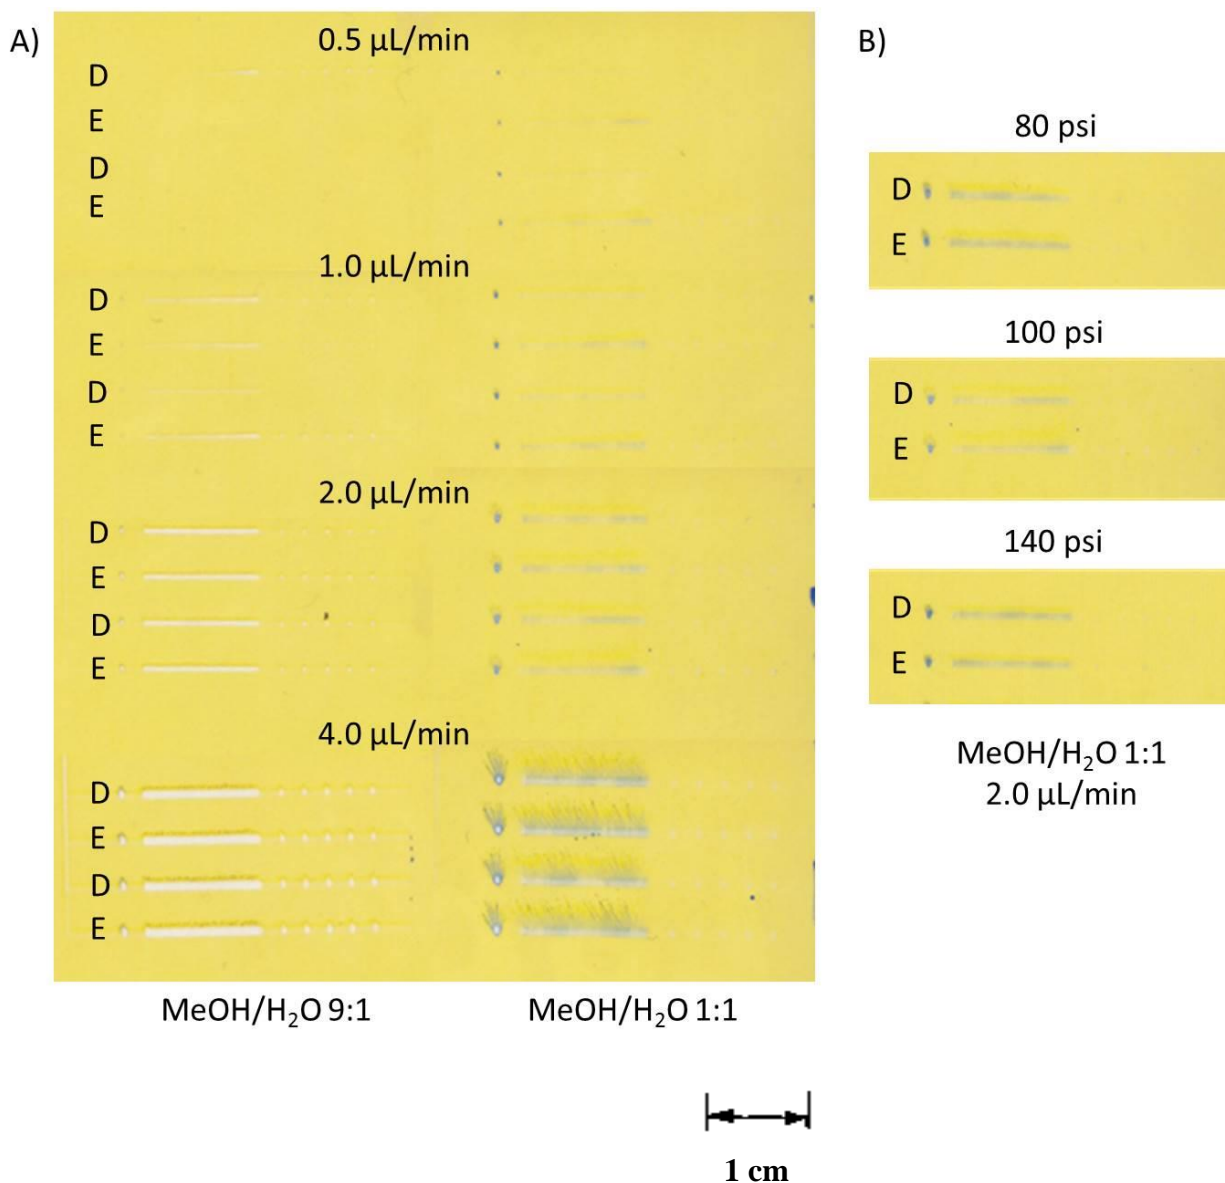 A)
0.5 µL/min
D
E
D
E
1.0 µL/min
D
E
D
E
2.0 µL/min
D
E
D
E
4.0 µL/min
D
E
D
E
MeOH/H₂O 9:1
MeOH/H₂O 1:1
1 cm
B)
80 psi
D
E
100 psi
D
E
140 psi
D
E
MeOH/H₂O 1:1
2.0 µL/min